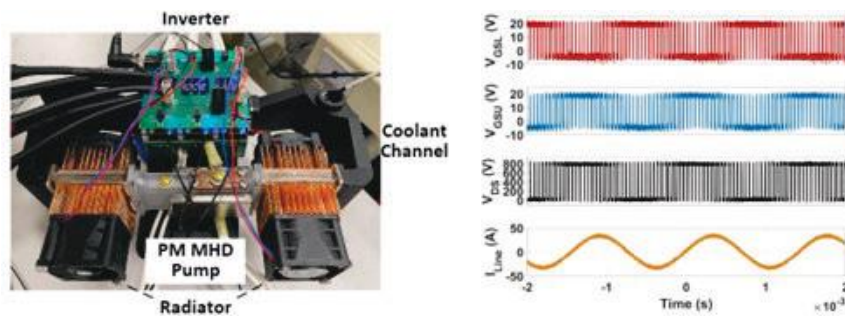 Inverter
Coolant
Channel
PM MHD
Pump
Radiator
V_GSL (V)
20
10
0
-10
V_GSU (V)
20
10
0
-10
V_DS (V)
800
600
400
200
0
I_Line (A)
50
0
-50
-2
-1
0
1
2
Time (s)
× 10⁻³